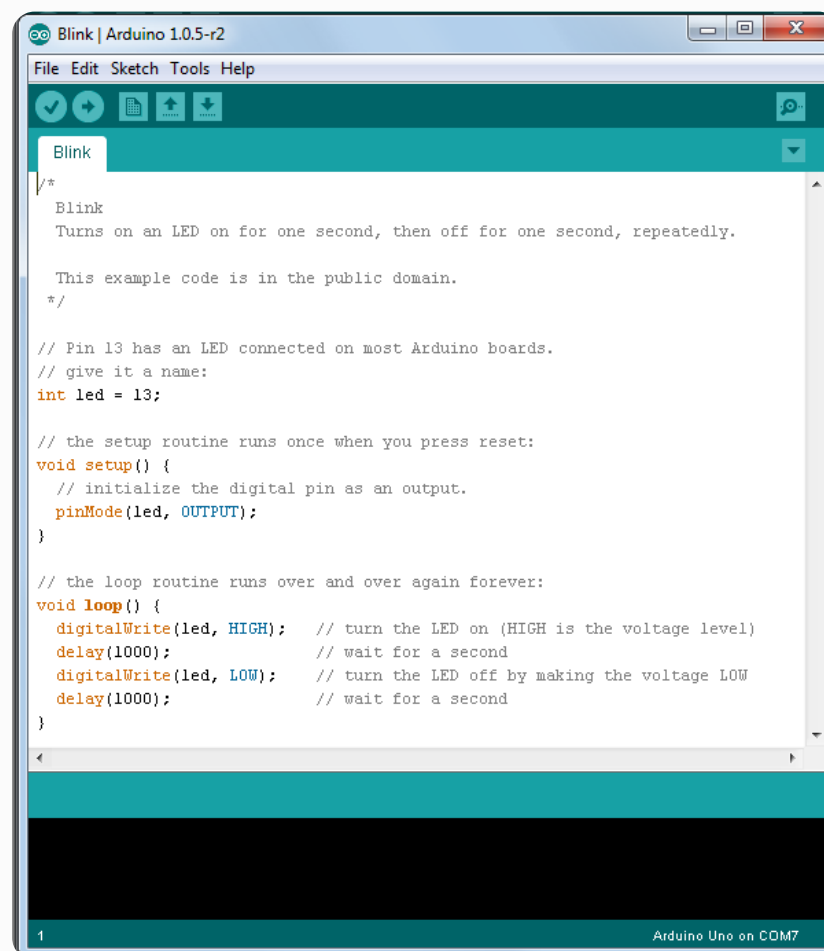 Blink | Arduino 1.0.5-r2
File Edit Sketch Tools Help
Blink
/*
  Blink
  Turns on an LED on for one second, then off for one second, repeatedly.

  This example code is in the public domain.
 */

// Pin 13 has an LED connected on most Arduino boards.
// give it a name:
int led = 13;

// the setup routine runs once when you press reset:
void setup() {
  // initialize the digital pin as an output.
  pinMode(led, OUTPUT);
}

// the loop routine runs over and over again forever:
void loop() {
  digitalWrite(led, HIGH);   // turn the LED on (HIGH is the voltage level)
  delay(1000);               // wait for a second
  digitalWrite(led, LOW);    // turn the LED off by making the voltage LOW
  delay(1000);               // wait for a second
}
1 Arduino Uno on COM7